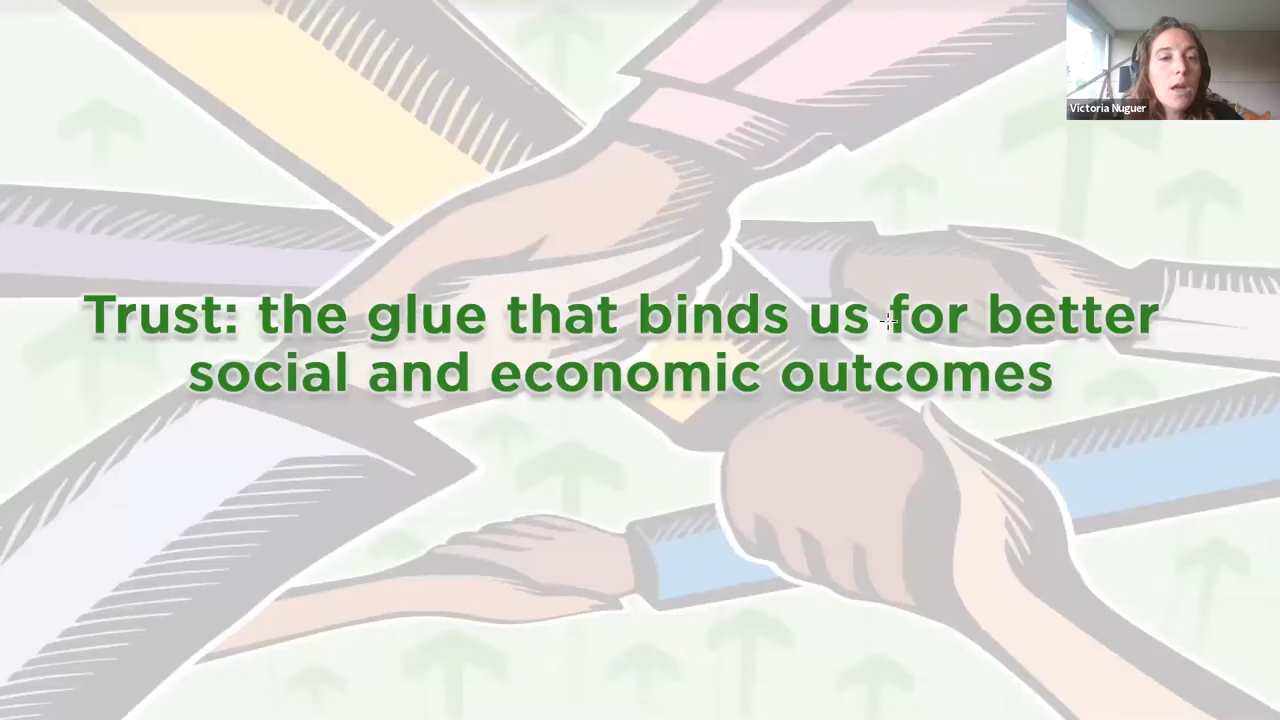 Victoria Nuguer
Trust: the glue that binds us for better
social and economic outcomes